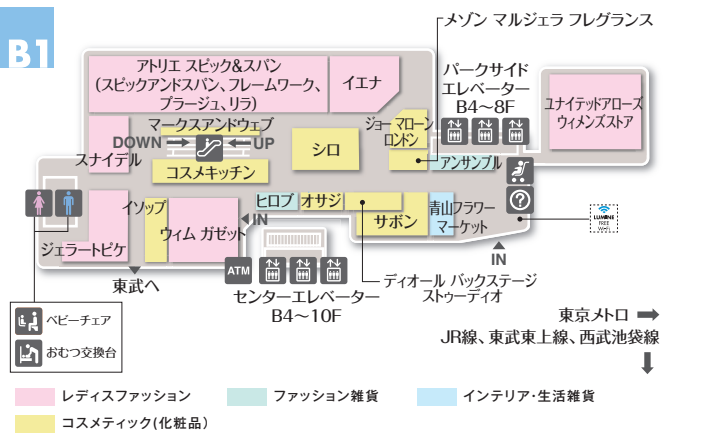 B1
メゾン マルジェラ フレグランス
アトリエ スピック&スパン
(スピックアンドスパン、フレームワーク、
プラージュ、リラ)
イエナ
パークサイド
エレベーター
B4〜8F
ユナイテッドアローズ
ウィメンズストア
マークスアンドウェブ
DOWN
UP
ジョー マローン
ロンドン
シロ
スナイデル
コスメキッチン
アンサンブル
イソップ
ヒロブ
オサジ
ウィム ガゼット
IN
サボン
青山フラワー
マーケット
?
LUMINE
FREE
Wi-Fi
ジェラートピケ
東武へ
ATM
IN
センターエレベーター
B4〜10F
ディオール バックステージ
ストゥーディオ
ベビーチェア
おむつ交換台
東京メトロ
JR線、東武東上線、西武池袋線
レディスファッション
ファッション雑貨
インテリア・生活雑貨
コスメティック(化粧品)